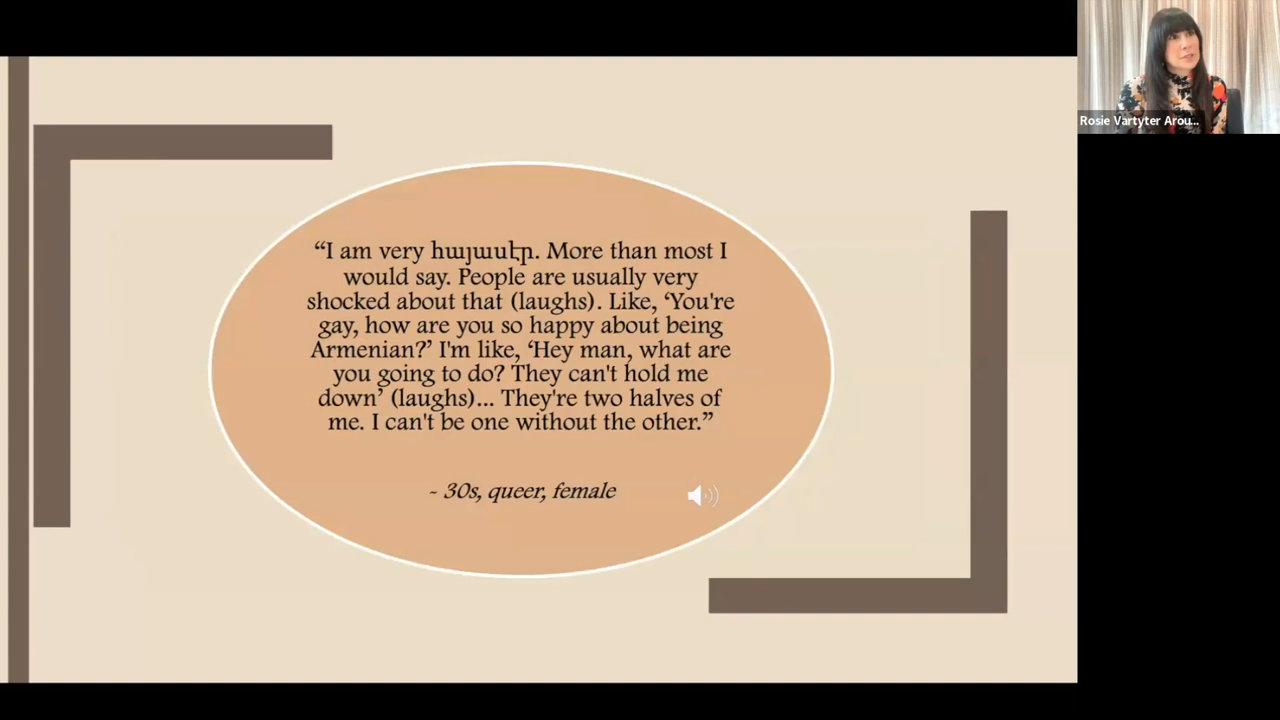 “I am very հայասէր. More than most I
would say. People are usually very
shocked about that (laughs). Like, ‘You're
gay, how are you so happy about being
Armenian?’ I'm like, ‘Hey man, what are
you going to do? They can't hold me
down’ (laughs)... They're two halves of
me. I can't be one without the other.”
~ 30s, queer, female
Rosie Vartyter Arou...